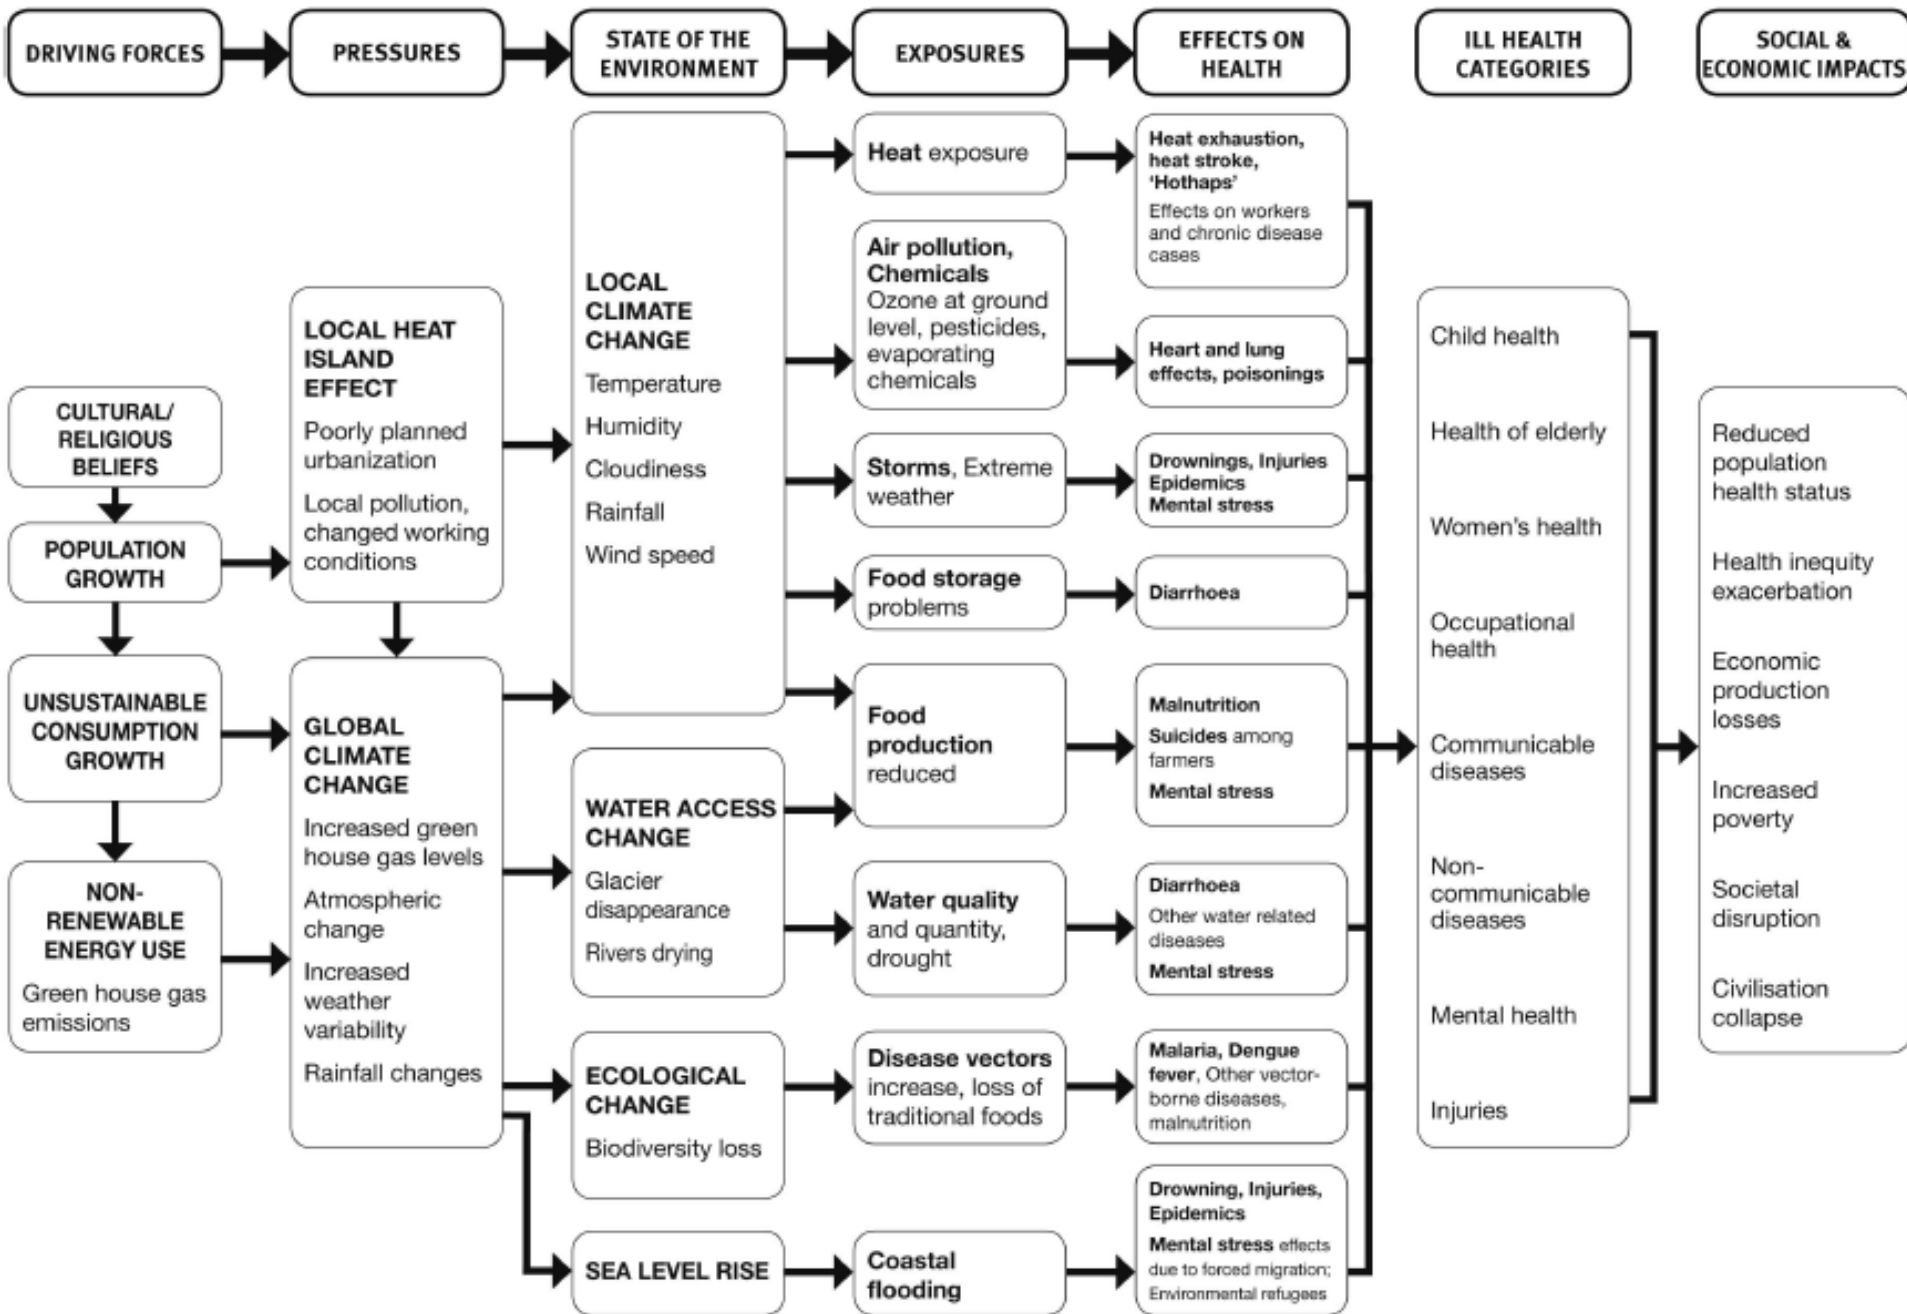 DRIVING FORCES
PRESSURES
STATE OF THE
ENVIRONMENT
EXPOSURES
EFFECTS ON
HEALTH
ILL HEALTH
CATEGORIES
SOCIAL &
ECONOMIC IMPACTS
CULTURAL/
RELIGIOUS
BELIEFS
POPULATION
GROWTH
UNSUSTAINABLE
CONSUMPTION
GROWTH
NON-
RENEWABLE
ENERGY USE
Green house gas
emissions
LOCAL HEAT
ISLAND
EFFECT
Poorly planned
urbanization
Local pollution,
changed working
conditions
GLOBAL
CLIMATE
CHANGE
Increased green
house gas levels
Atmospheric
change
Increased
weather
variability
Rainfall changes
LOCAL
CLIMATE
CHANGE
Temperature
Humidity
Cloudiness
Rainfall
Wind speed
WATER ACCESS
CHANGE
Glacier
disappearance
Rivers drying
ECOLOGICAL
CHANGE
Biodiversity loss
SEA LEVEL RISE
Heat exposure
Air pollution,
Chemicals
Ozone at ground
level, pesticides,
evaporating
chemicals
Storms, Extreme
weather
Food storage
problems
Food
production
reduced
Water quality
and quantity,
drought
Disease vectors
increase, loss of
traditional foods
Coastal
flooding
Heat exhaustion,
heat stroke,
‘Hothaps’
Effects on workers
and chronic disease
cases
Heart and lung
effects, poisonings
Drownings, Injuries
Epidemics
Mental stress
Diarrhoea
Malnutrition
Suicides among
farmers
Mental stress
Diarrhoea
Other water related
diseases
Mental stress
Malaria, Dengue
fever, Other vector-
borne diseases,
malnutrition
Drowning, Injuries,
Epidemics
Mental stress effects
due to forced migration;
Environmental refugees
Child health
Health of elderly
Women’s health
Occupational
health
Communicable
diseases
Non-
communicable
diseases
Mental health
Injuries
Reduced
population
health status
Health inequity
exacerbation
Economic
production
losses
Increased
poverty
Societal
disruption
Civilisation
collapse